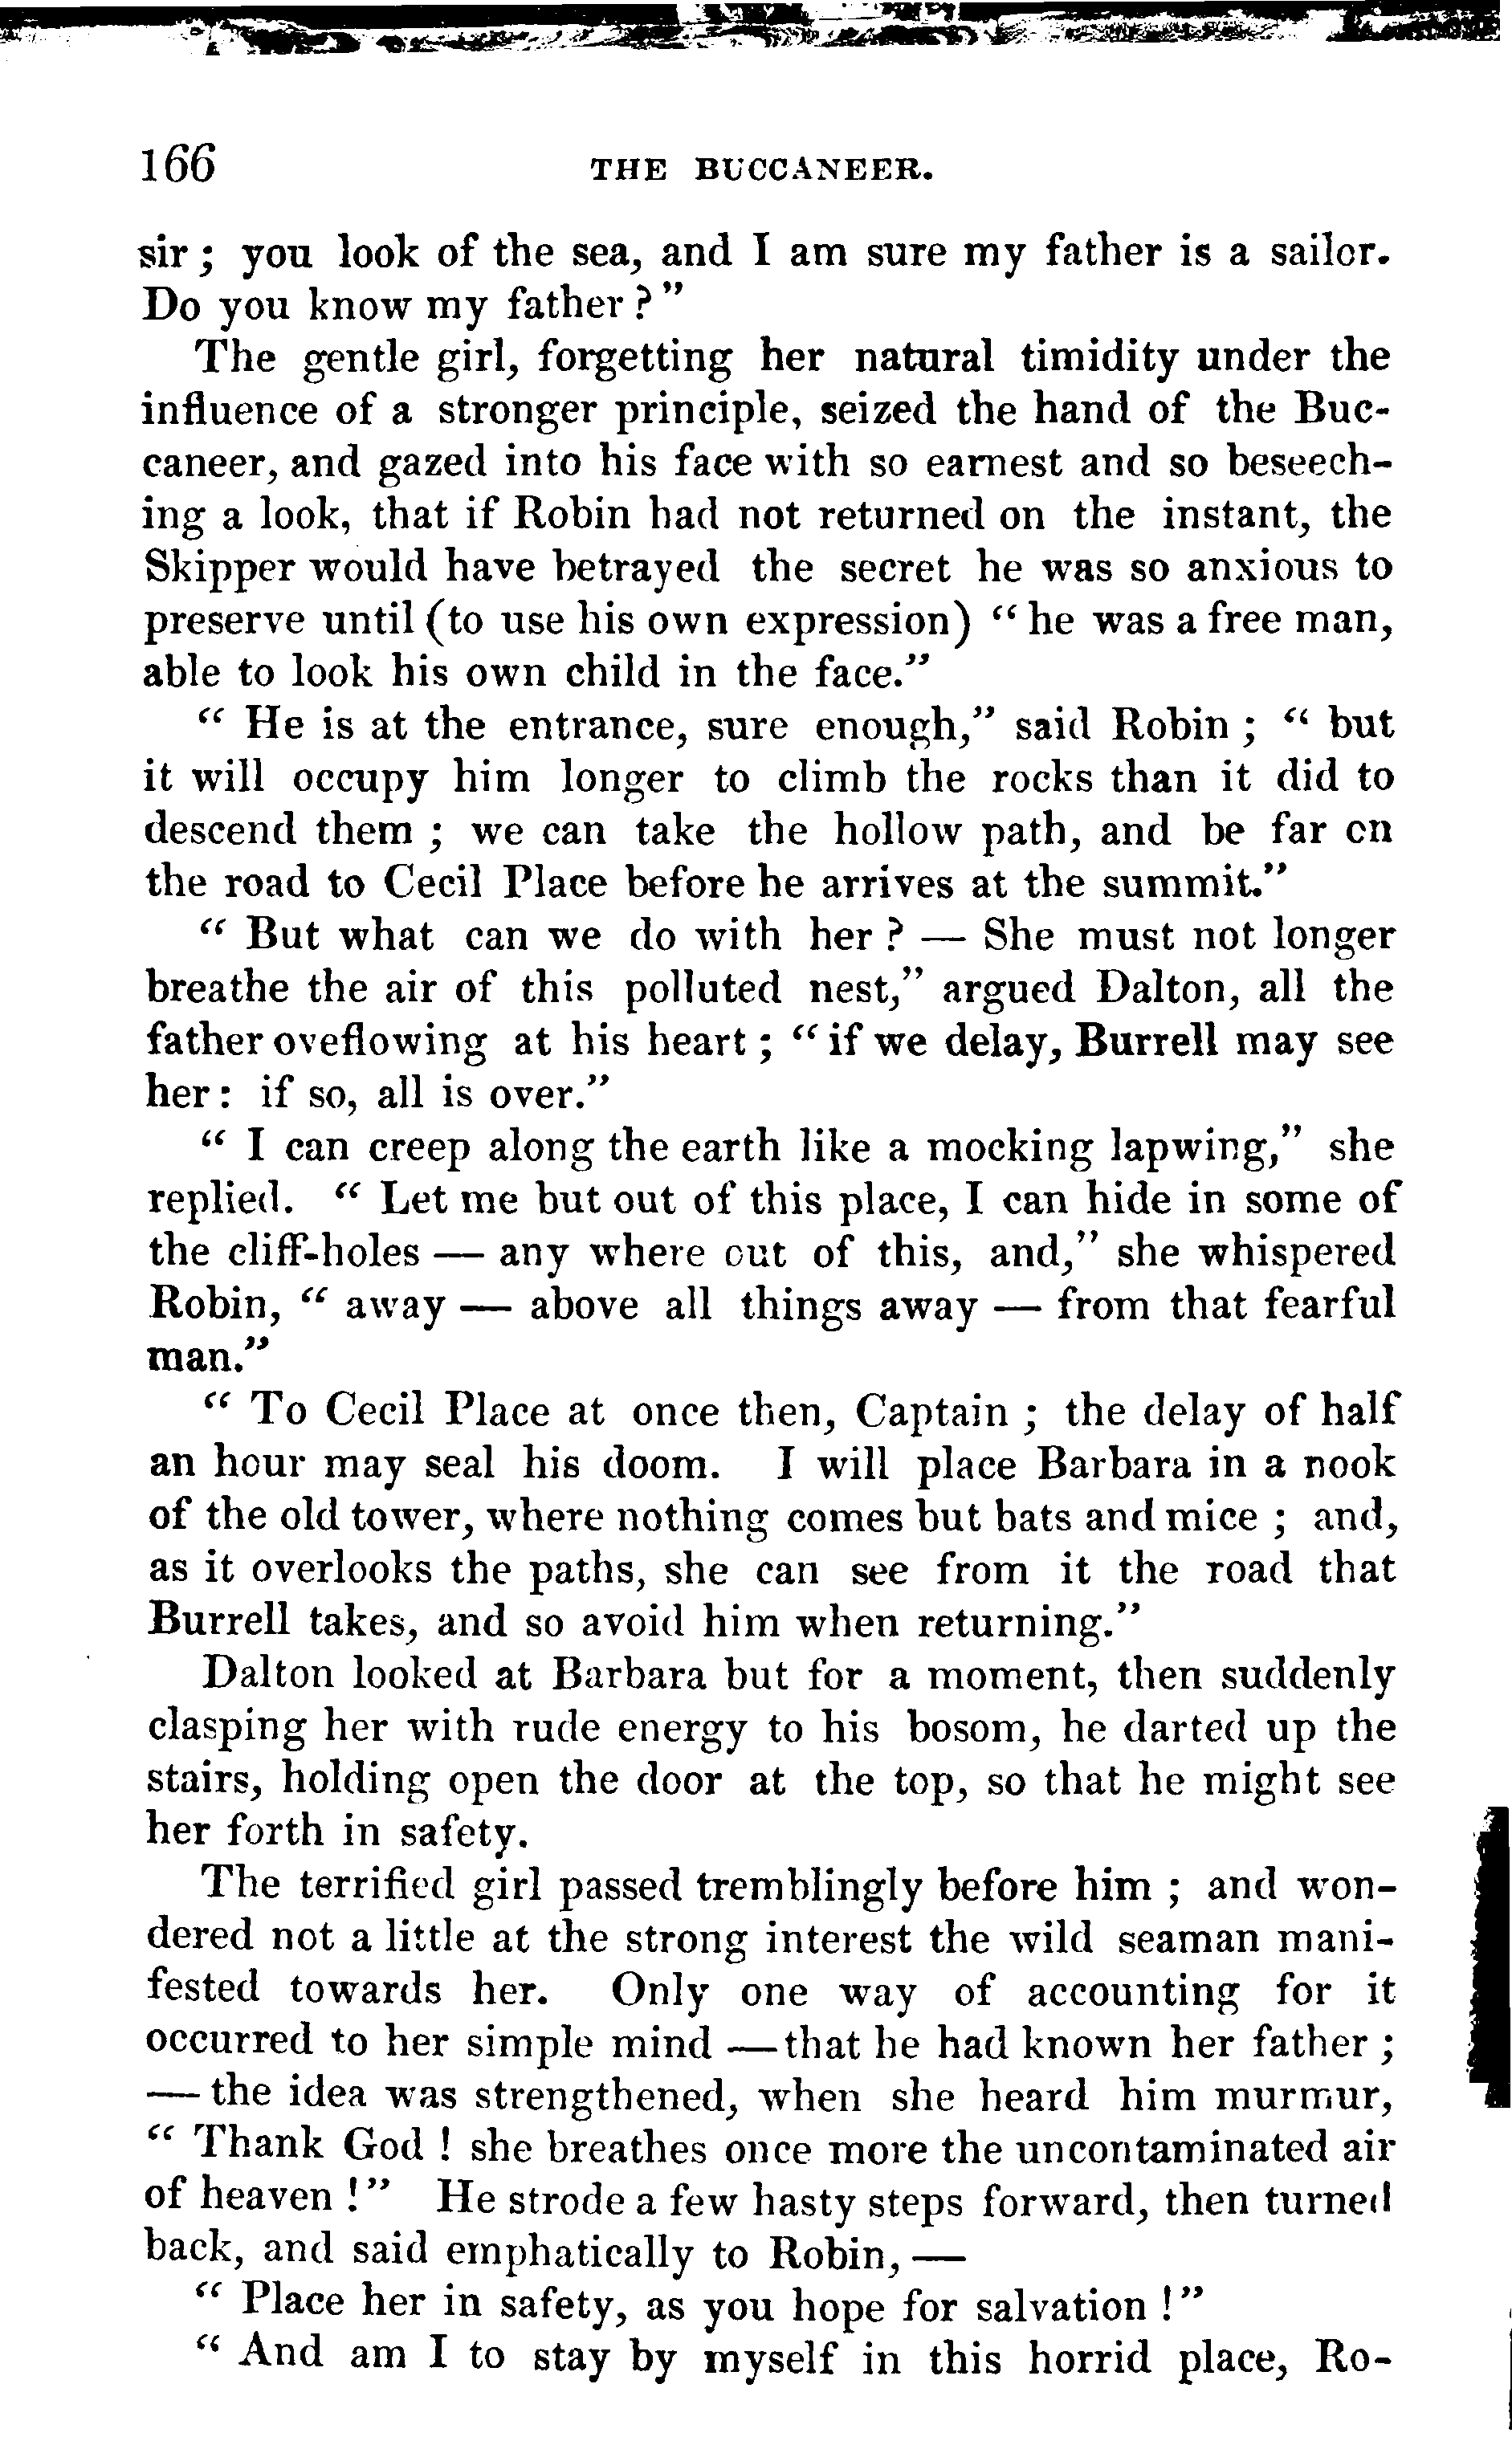 166 THE BUCCANEER.
sir ; you look of the sea, and I am sure my father is a sailor.
Do you know my father ? "
The gentle girl, forgetting her natural timidity under the
influence of a stronger principle, seized the hand of the Buc-
caneer, and gazed into his face with so earnest and so beseech-
ing a look, that if Robin had not returned on the instant, the
Skipper would have betrayed the secret he was so anxious to
preserve until (to use his own expression) " he was a free man,
able to look his own child in the face."
" He is at the entrance, sure enough," said Robin ; " but
it will occupy him longer to climb the rocks than it did to
descend them ; we can take the hollow path, and be far on
the road to Cecil Place before he arrives at the summit."
" But what can we do with her ? — She must not longer
breathe the air of this polluted nest," argued Dalton, all the
father oveflowing at his heart ; " if we delay, Burrell may see
her : if so, all is over."
" I can creep along the earth like a mocking lapwing," she
replied. " Let me but out of this place, I can hide in some of
the cliff-holes — any where out of this, and," she whispered
Robin, " away — above all things away — from that fearful
man."
" To Cecil Place at once then, Captain ; the delay of half
an hour may seal his doom. I will place Barbara in a nook
of the old tower, where nothing comes but bats and mice ; and,
as it overlooks the paths, she can see from it the road that
Burrell takes, and so avoid him when returning."
Dalton looked at Barbara but for a moment, then suddenly
clasping her with rude energy to his bosom, he darted up the
stairs, holding open the door at the top, so that he might see
her forth in safety.
The terrified girl passed tremblingly before him ; and won-
dered not a little at the strong interest the wild seaman mani-
fested towards her. Only one way of accounting for it
occurred to her simple mind — that he had known her father ;
— the idea was strengthened, when she heard him murmur,
" Thank God ! she breathes once more the uncontaminated air
of heaven ! " He strode a few hasty steps forward, then turned
back, and said emphatically to Robin, —
" Place her in safety, as you hope for salvation ! "
" And am I to stay by myself in this horrid place, Ro-